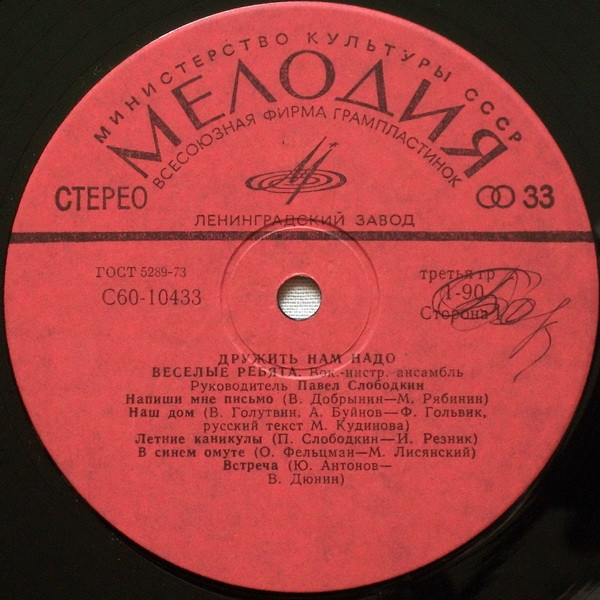 МИНИСТЕРСТВО КУЛЬТУРЫ СССР
МЕЛОДИЯ
ВСЕСОЮЗНАЯ ФИРМА ГРАМПЛАСТИНОК
СТЕРЕО
33
ЛЕНИНГРАДСКИЙ ЗАВОД
ГОСТ 5289-73
третья гр
С60-10433
1-90
Сторона 1
ДРУЖИТЬ НАМ НАДО
ВЕСЕЛЫЕ РЕБЯТА. Вок.-инстр. ансамбль
Руководитель Павел Слободкин
Напиши мне письмо (В. Добрынин—М. Рябинин)
Наш дом (В. Голутвин, А. Буйнов—Ф. Гольвик,
русский текст М. Кудинова)
Летние каникулы (П. Слободкин—И. Резник)
В синем омуте (О. Фельцман—М. Лисянский)
Встреча (Ю. Антонов—
В. Дюнин)